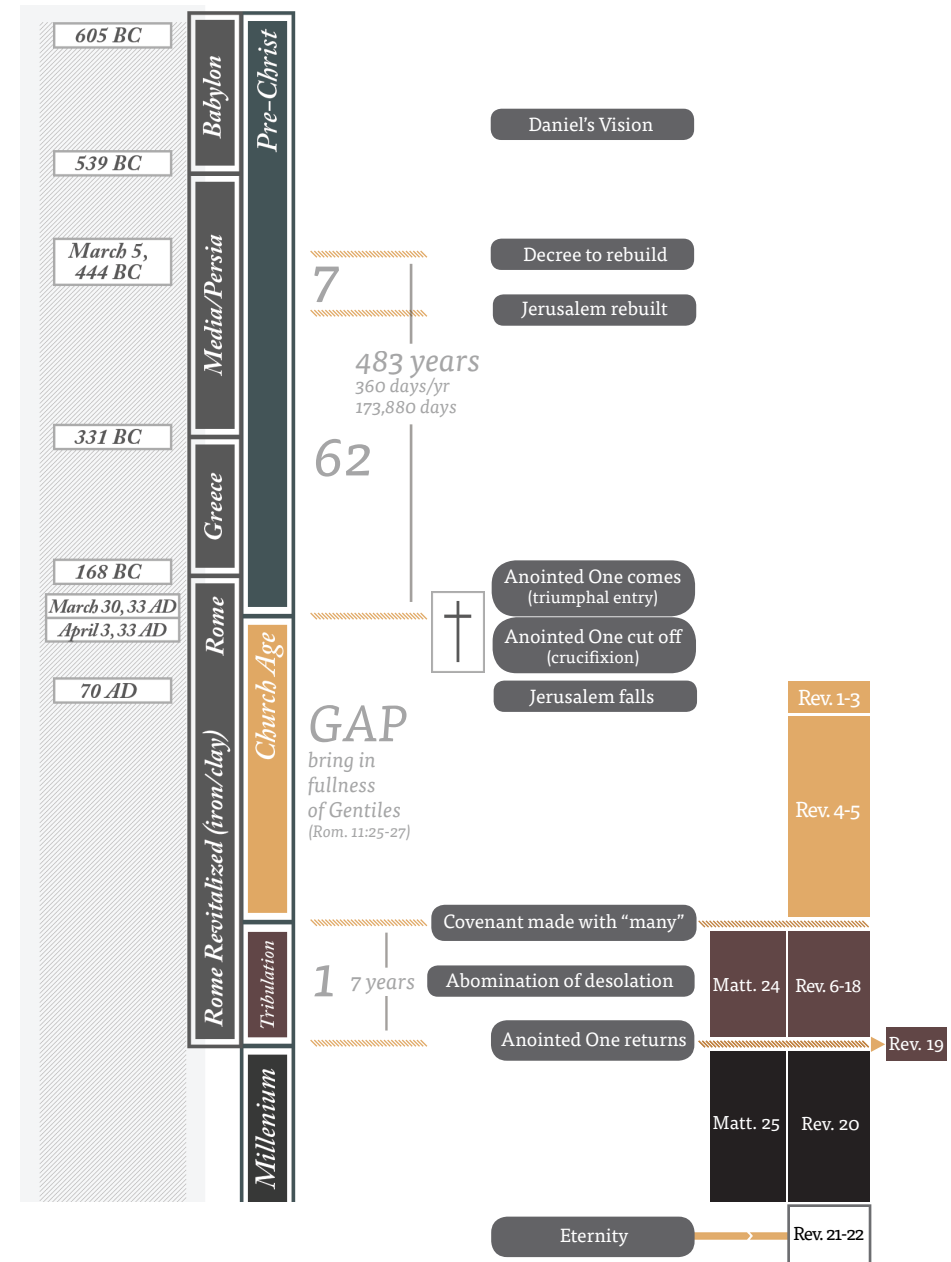 605 BC
Babylon
Pre-Christ
Daniel's Vision
539 BC
Media/Persia
March 5,
444 BC
7
Decree to rebuild
Jerusalem rebuilt
483 years
360 days/yr
173,880 days
62
331 BC
Greece
168 BC
Rome
March 30, 33 AD
April 3, 33 AD
Anointed One comes
(triumphal entry)
Anointed One cut off
(crucifixion)
70 AD
Church Age
Jerusalem falls
Rev. 1-3
GAP
bring in
fullness
of Gentiles
(Rom. 11:25-27)
Rev. 4-5
Rome Revitalized (iron/clay)
Covenant made with “many”
Tribulation
1
7 years
Abomination of desolation
Matt. 24
Rev. 6-18
Anointed One returns
Rev. 19
Millenium
Matt. 25
Rev. 20
Eternity
Rev. 21-22